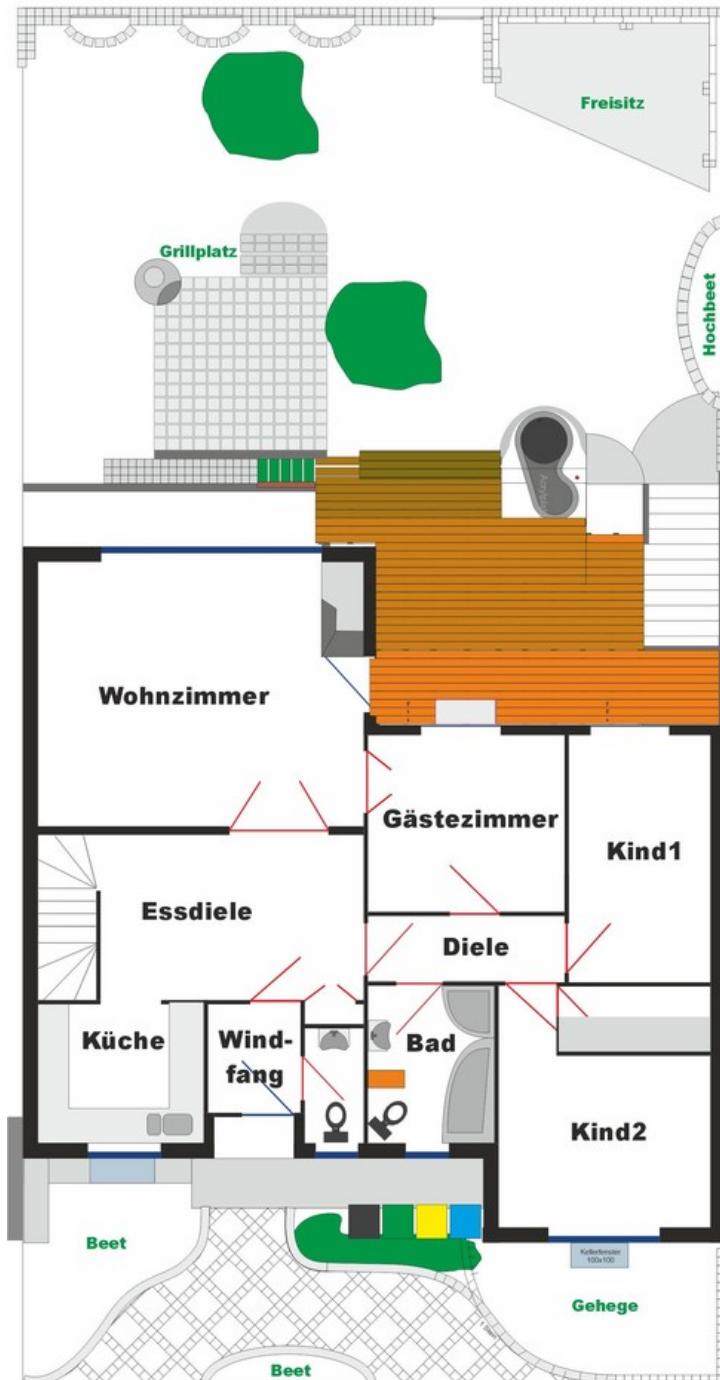 Freisitz
Grillplatz
Hochbeet
Wohnzimmer
Gästezimmer
Kind1
Essdiele
Diele
Küche
Wind-
fang
Bad
Kind2
Beet
Kellerfenster
100x100
Gehege
Beet